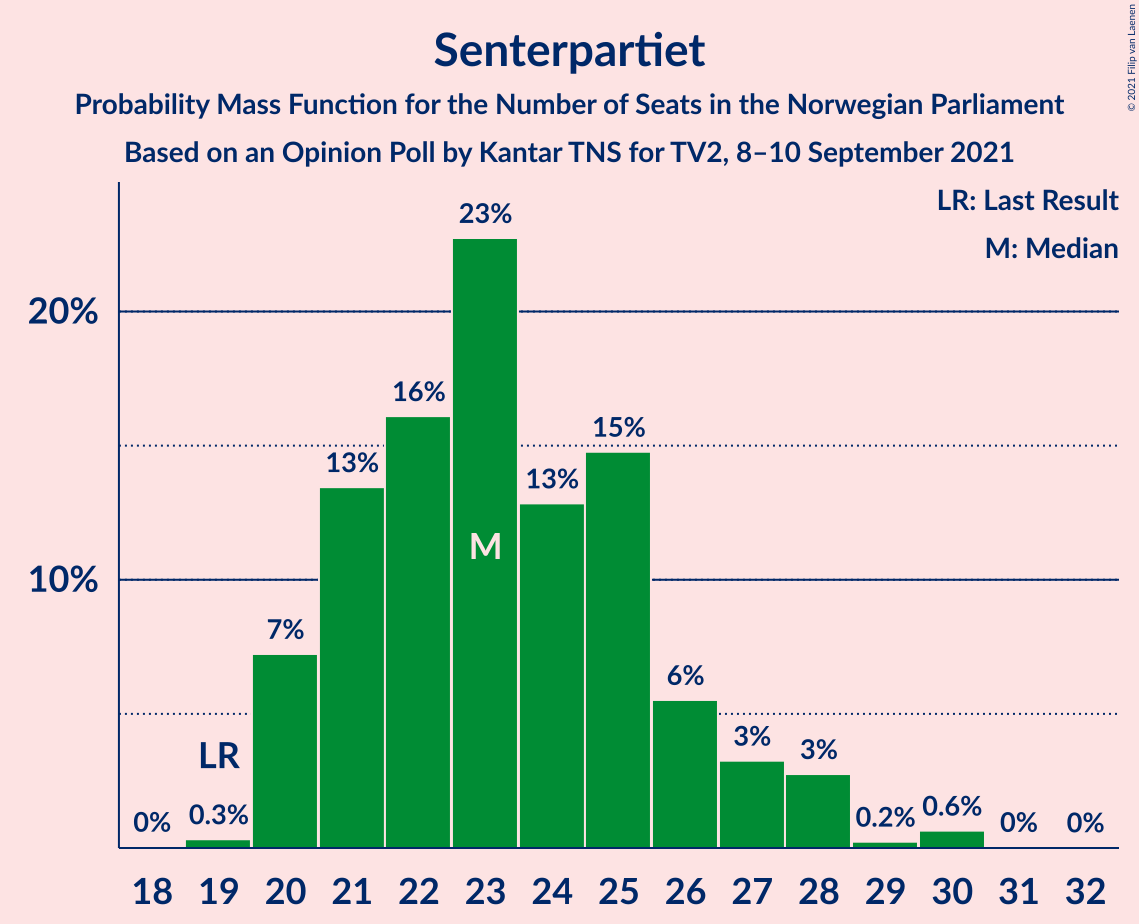 Senterpartiet
Probability Mass Function for the Number of Seats in the Norwegian Parliament
Based on an Opinion Poll by Kantar TNS for TV2, 8–10 September 2021
© 2021 Filip van Laenen
LR: Last Result
M: Median
20%
10%
0%
0.3%
7%
13%
16%
23%
13%
15%
6%
3%
3%
0.2%
0.6%
0%
0%
LR
M
18 19 20 21 22 23 24 25 26 27 28 29 30 31 32